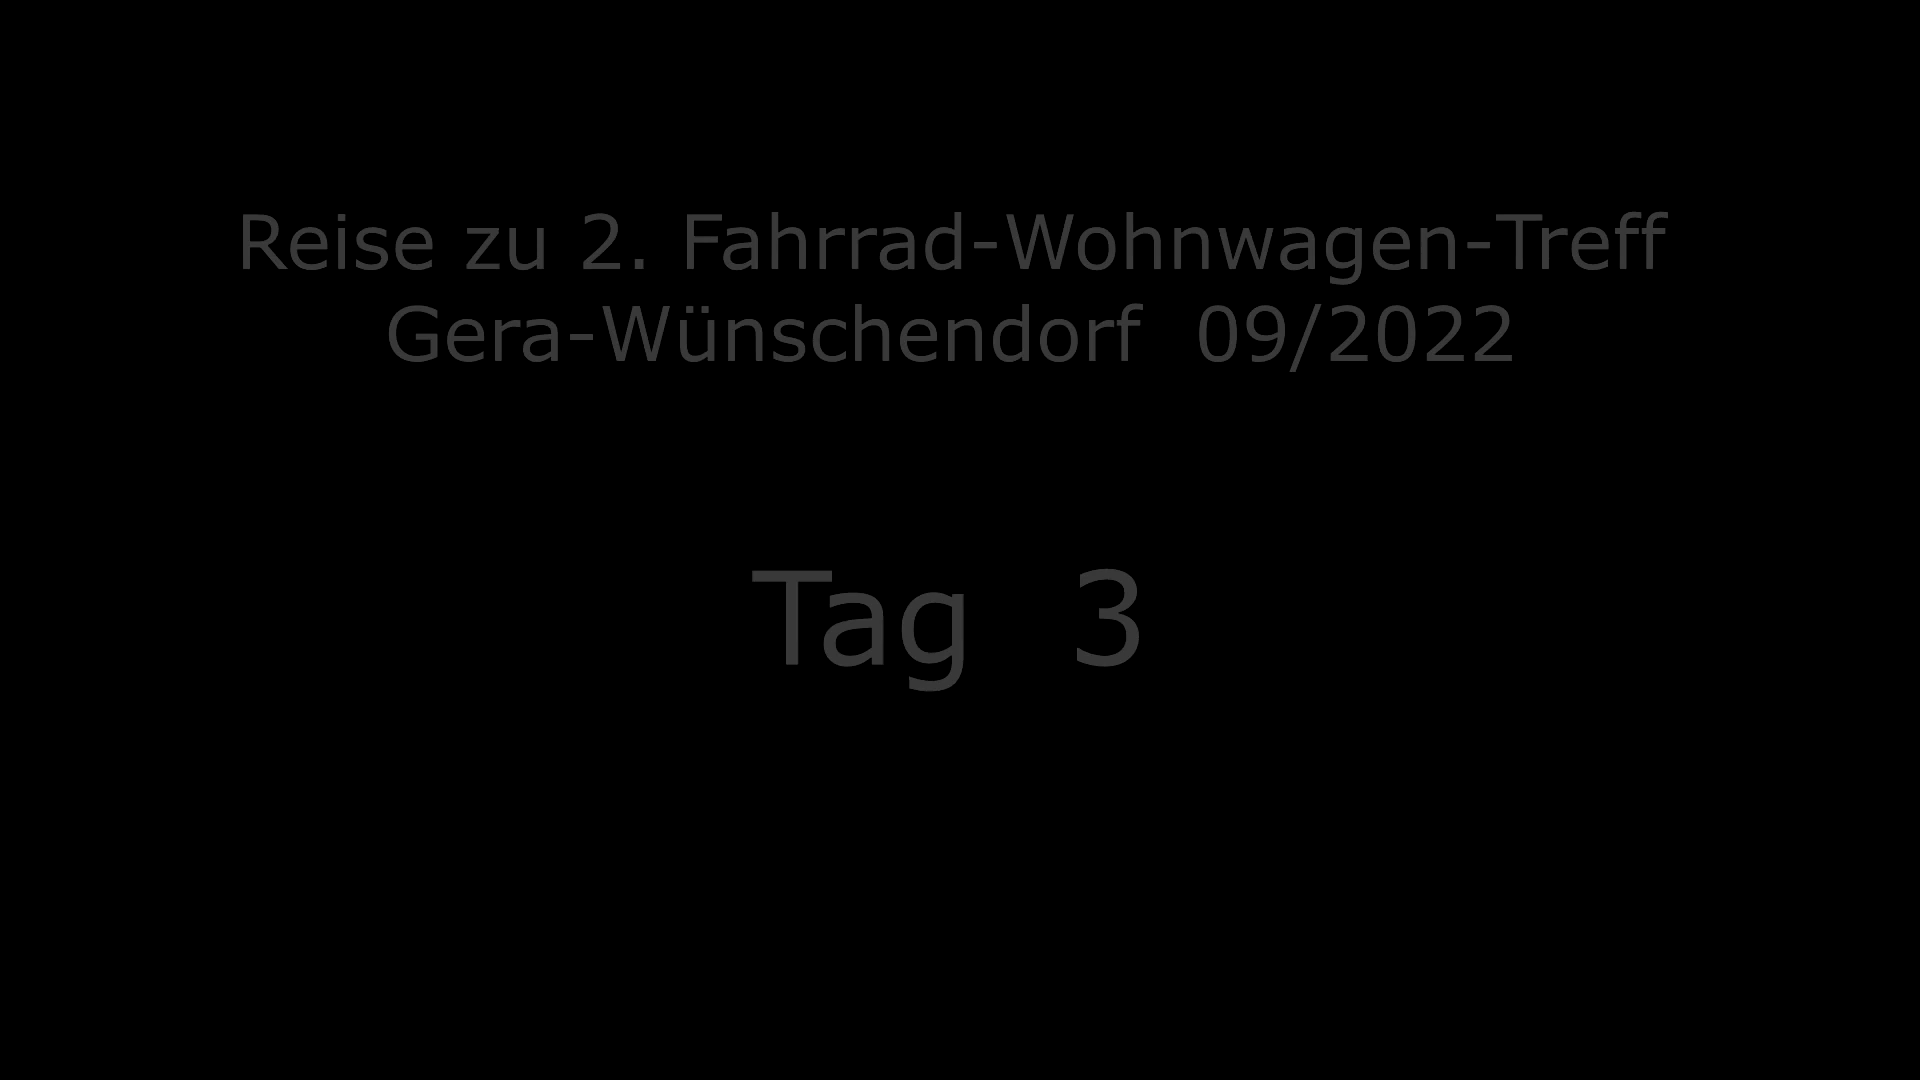 Reise zu 2. Fahrrad-Wohnwagen-Treff
Gera-Wünschendorf  09/2022
Tag  3